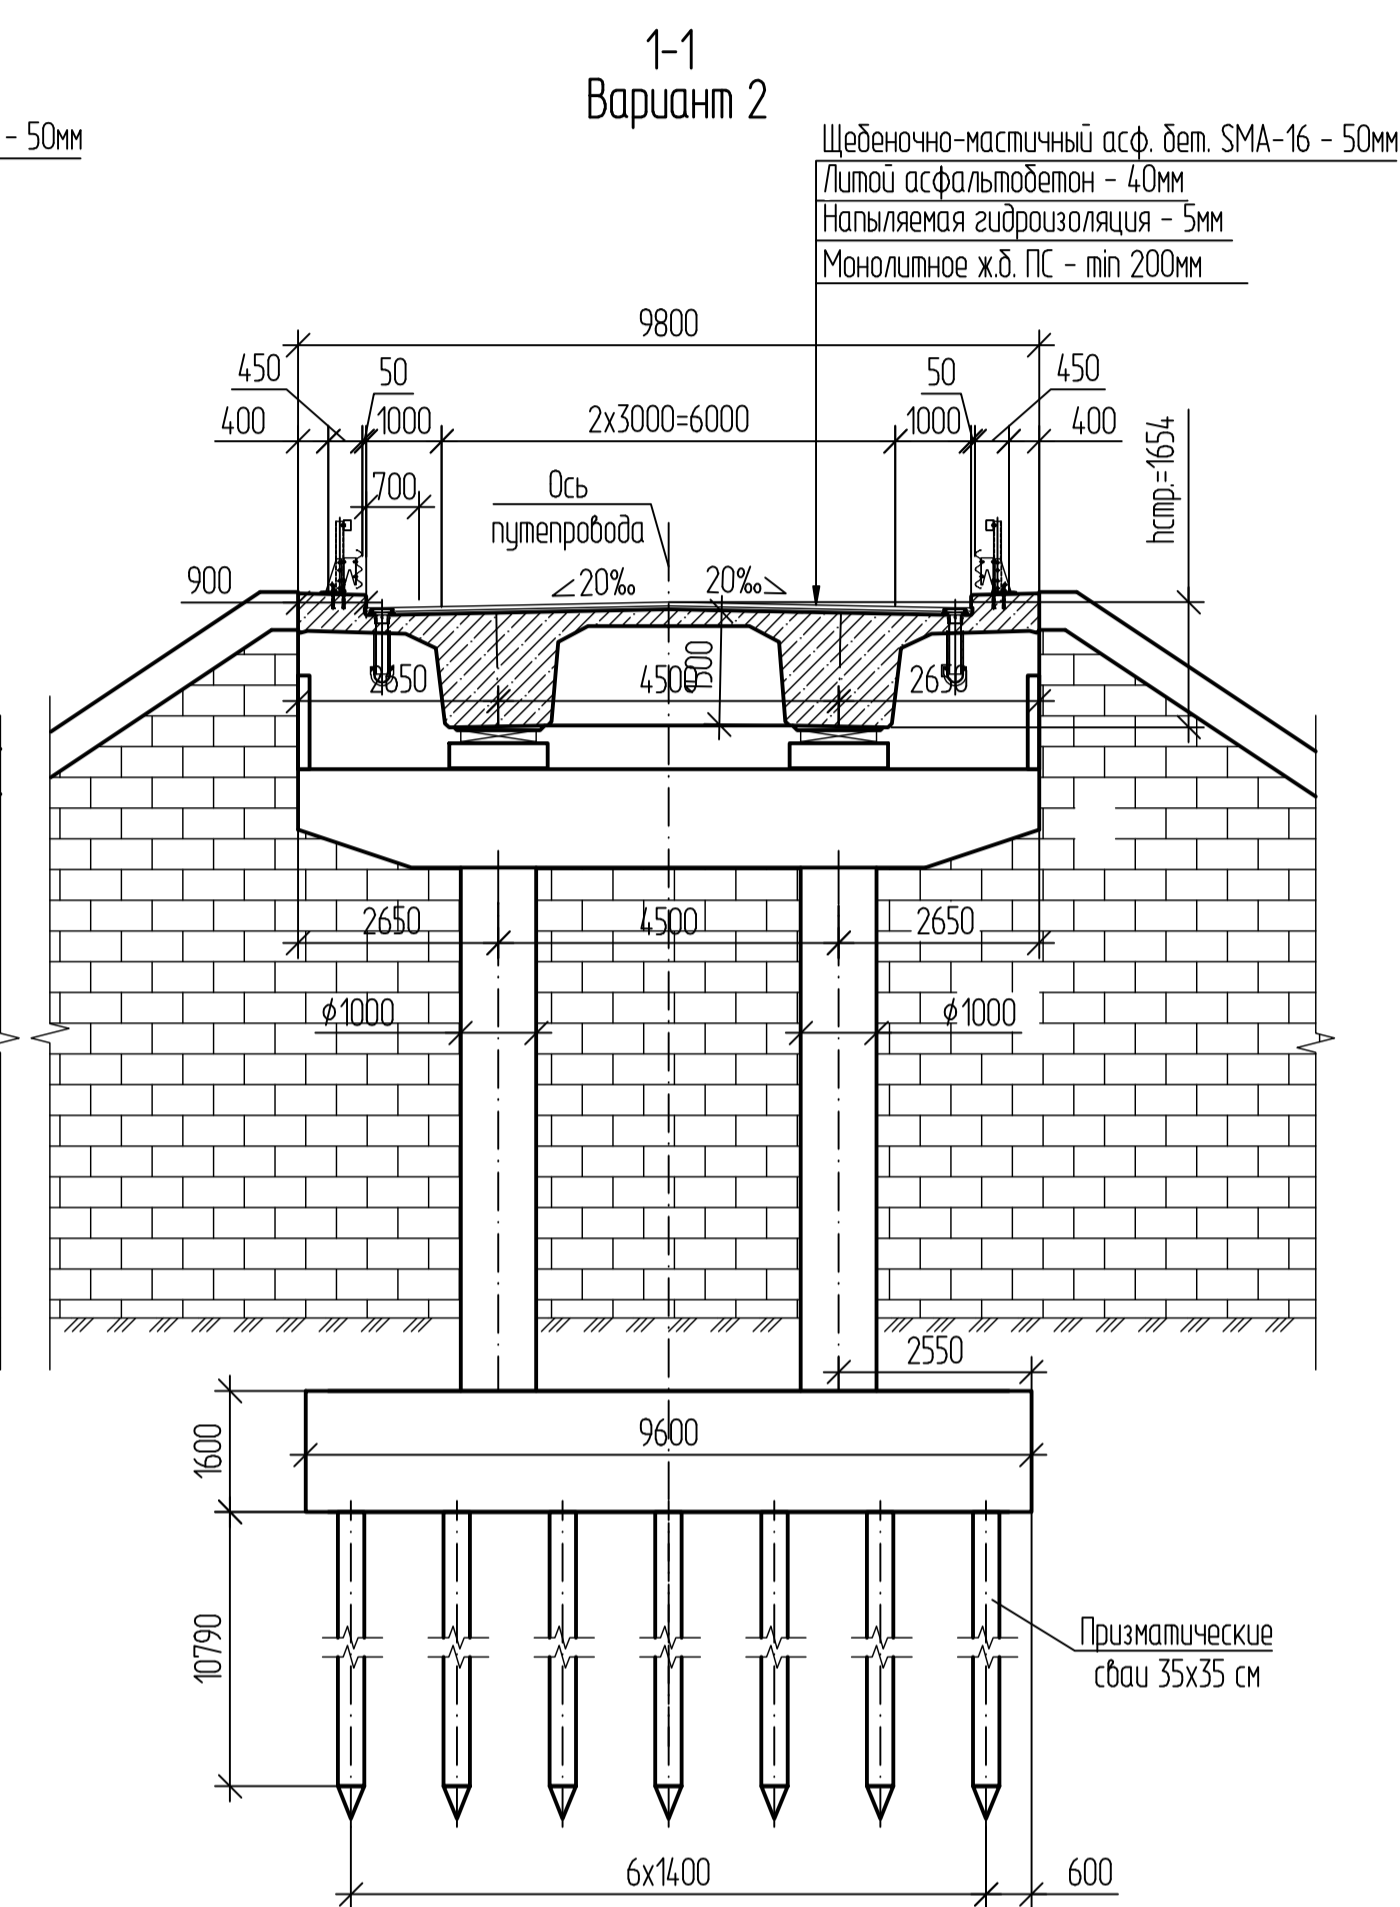 1-1
Вариант 2
- 50мм
Щебеночно-мастичный асф. бет. SMA-16 - 50мм
Литой асфальтобетон - 40мм
Напыляемая гидроизоляция - 5мм
Монолитное ж.б. ПС - min 200мм
9800
450
50
50
450
400
1000
2х3000=6000
1000
400
hстр.=1654
700
Ось
путепровода
900
20‰
20‰
2650
4500
1500
2650
2650
4500
2650
ϕ1000
ϕ1000
2550
1600
9600
10790
Призматические
сваи 35х35 см
6х1400
600